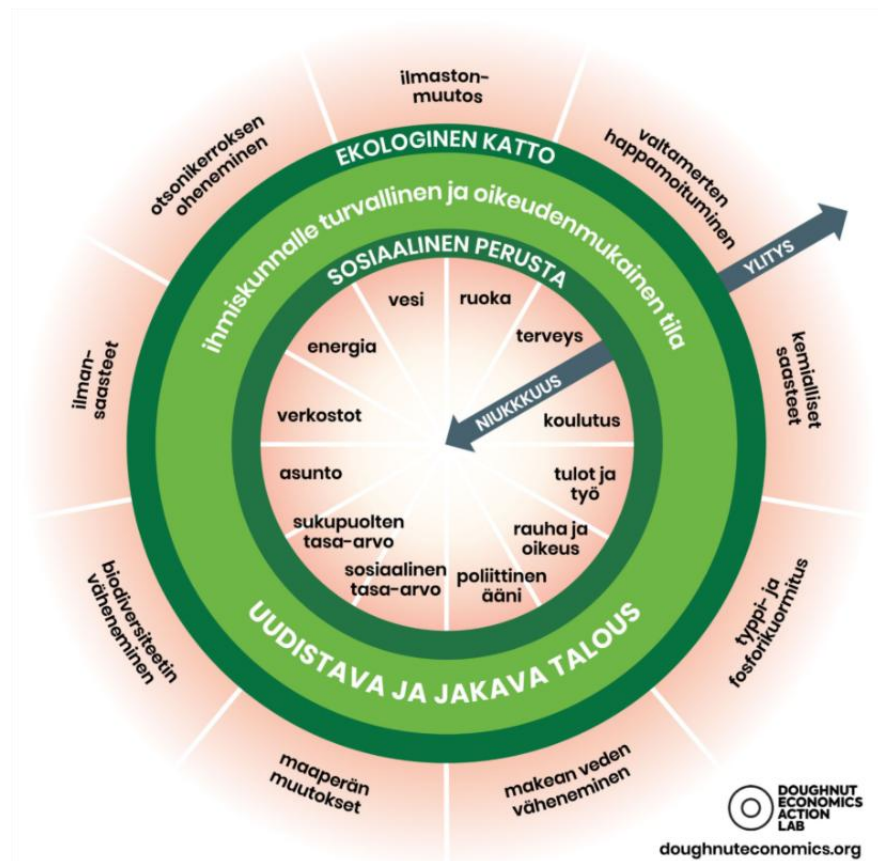 ilmaston-
muutos
valtamerten
happamoituminen
kemialliset
saasteet
typpi- ja
fosforikuormitus
makean veden
väheneminen
maaperän
muutokset
biodiversiteetin
väheneminen
ilman-
saasteet
otsonikerroksen
oheneminen
EKOLOGINEN KATTO
YLITYS
ihmiskunnalle turvallinen ja oikeudenmukainen tila
SOSIAALINEN PERUSTA
ruoka
terveys
NIUKKKUUS
koulutus
tulot ja
työ
rauha ja
oikeus
poliittinen
ääni
sosiaalinen
tasa-arvo
sukupuolten
tasa-arvo
asunto
verkostot
energia
vesi
UUDISTAVA JA JAKAVA TALOUS
DOUGHNUT
ECONOMICS
ACTION
LAB
doughnuteconomics.org